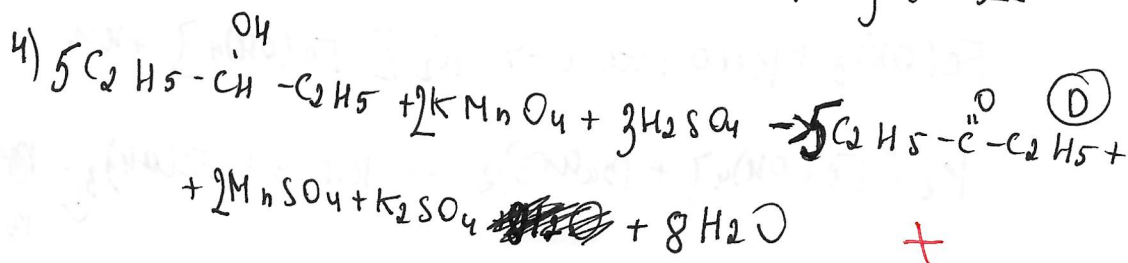 OH
4) 5C2H5-CH-C2H5 + 2KMnO4 + 3H2SO4 → 5C2H5-C-C2H5 +
O
D
+ 2MnSO4 + K2SO4 + 8H2O
+